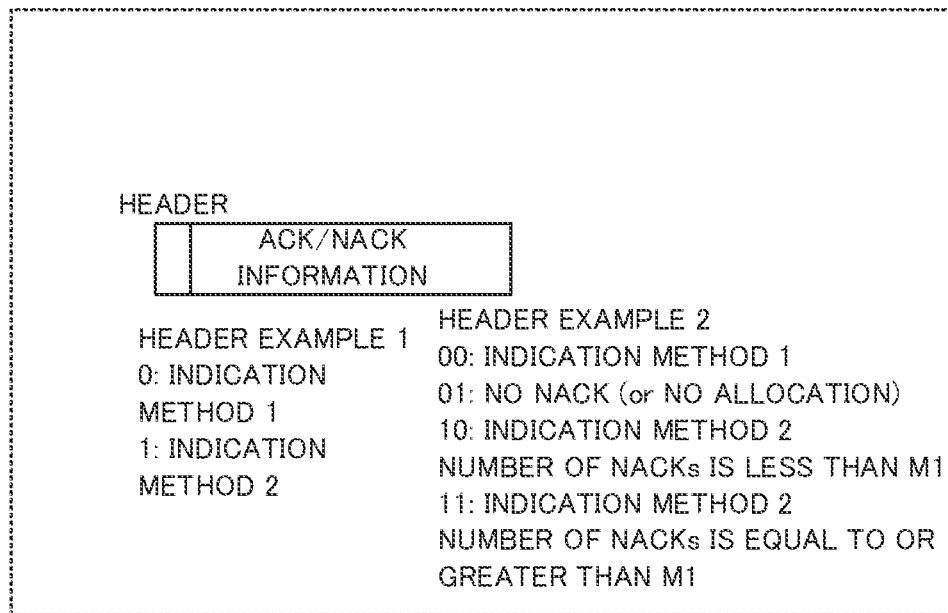 HEADER
ACK/NACK
INFORMATION
HEADER EXAMPLE 1
0: INDICATION
METHOD 1
1: INDICATION
METHOD 2
HEADER EXAMPLE 2
00: INDICATION METHOD 1
01: NO NACK (or NO ALLOCATION)
10: INDICATION METHOD 2
NUMBER OF NACKs IS LESS THAN M1
11: INDICATION METHOD 2
NUMBER OF NACKs IS EQUAL TO OR
GREATER THAN M1